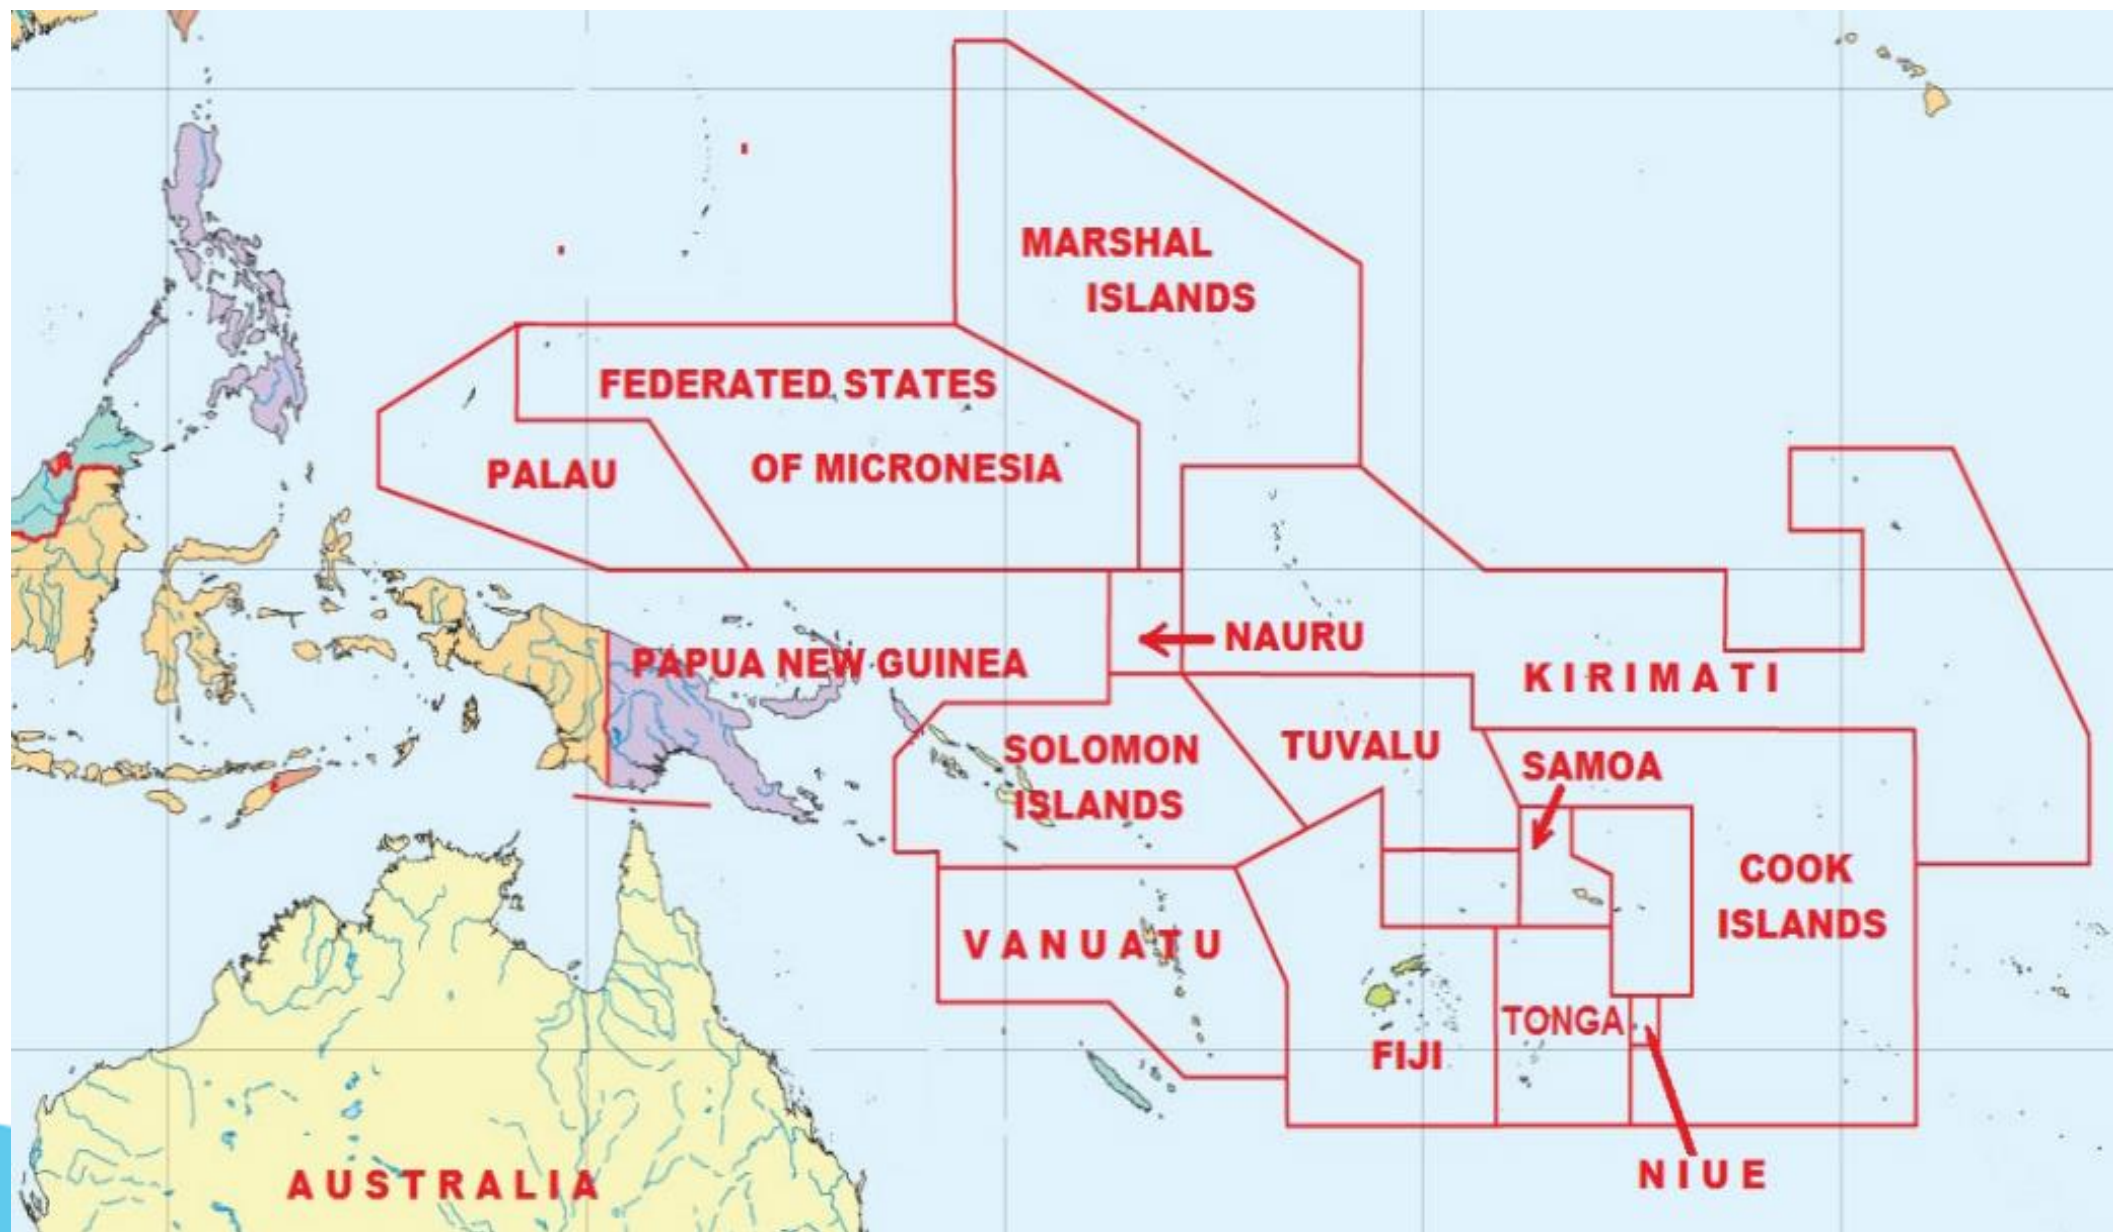 MARSHAL
ISLANDS
FEDERATED STATES
OF MICRONESIA
PALAU
NAURU
PAPUA NEW GUINEA
KIRIMATI
SOLOMON
ISLANDS
TUVALU
SAMOA
COOK
ISLANDS
VANUATU
TONGA
FIJI
NIUE
AUSTRALIA